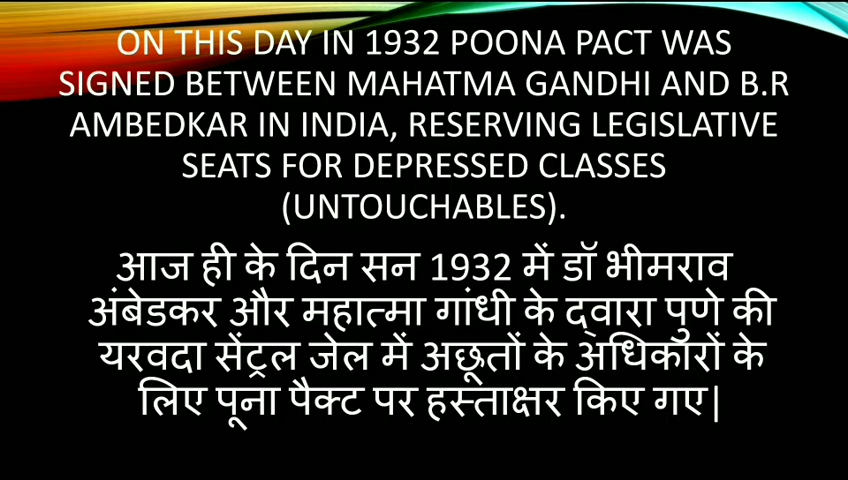 ON THIS DAY IN 1932 POONA PACT WAS
SIGNED BETWEEN MAHATMA GANDHI AND B.R
AMBEDKAR IN INDIA, RESERVING LEGISLATIVE
SEATS FOR DEPRESSED CLASSES
(UNTOUCHABLES).
आज ही के दिन सन 1932 में डॉ भीमराव
अंबेडकर और महात्मा गांधी के द्वारा पुणे की
यरवदा सेंट्रल जेल में अछूतों के अधिकारों के
लिए पूना पैक्ट पर हस्ताक्षर किए गए|